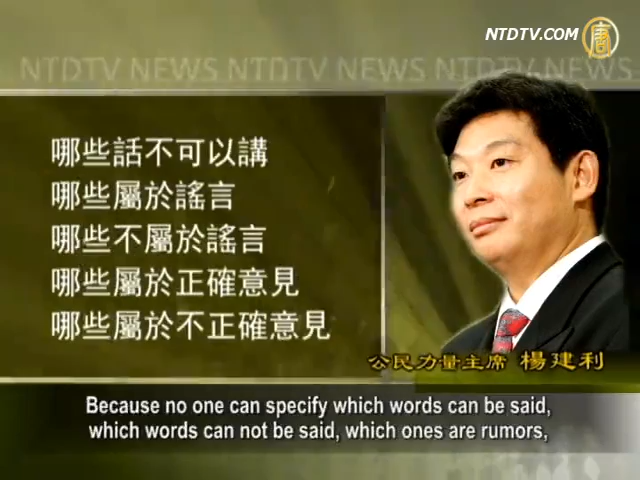 NTDTV.COM
NTDTV NEWS NTDTV NEWS NTDTV NEWS
哪些話不可以講
哪些屬於謠言
哪些不屬於謠言
哪些屬於正確意見
哪些屬於不正確意見
公民力量主席 楊建利
Because no one can specify which words can be said,
which words can not be said, which ones are rumors,